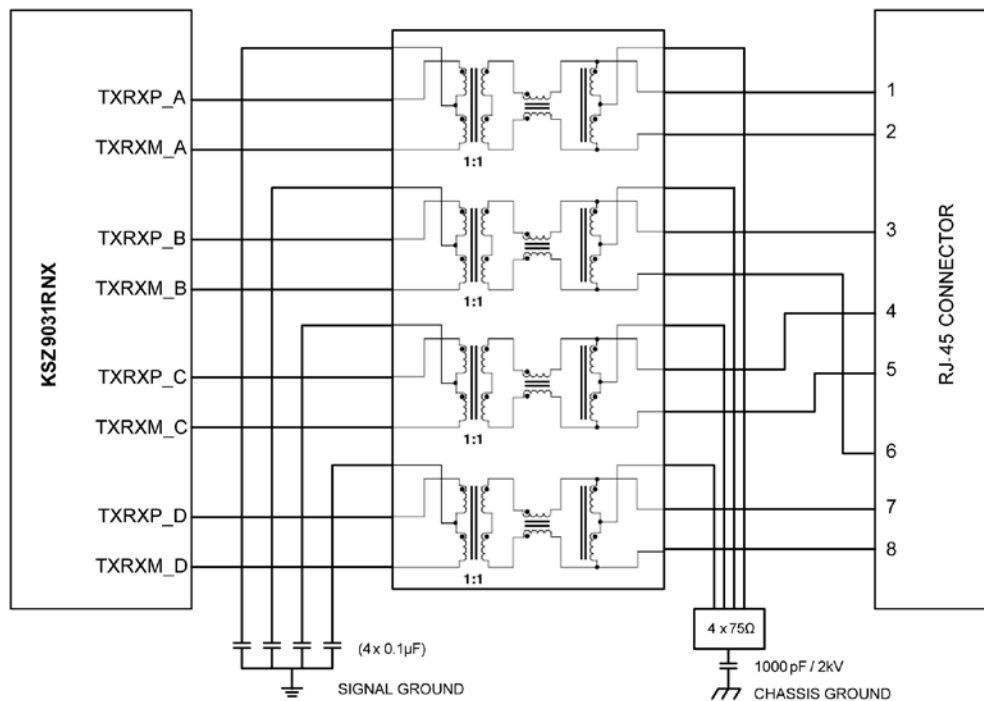 KSZ9031RNX
TXRXP_A
TXRXM_A
1:1
1
2
TXRXP_B
TXRXM_B
1:1
3
4
TXRXP_C
TXRXM_C
1:1
5
6
TXRXP_D
TXRXM_D
1:1
7
8
RJ-45 CONNECTOR
(4 x 0.1µF)
SIGNAL GROUND
4 x 75Ω
1000 pF / 2kV
CHASSIS GROUND